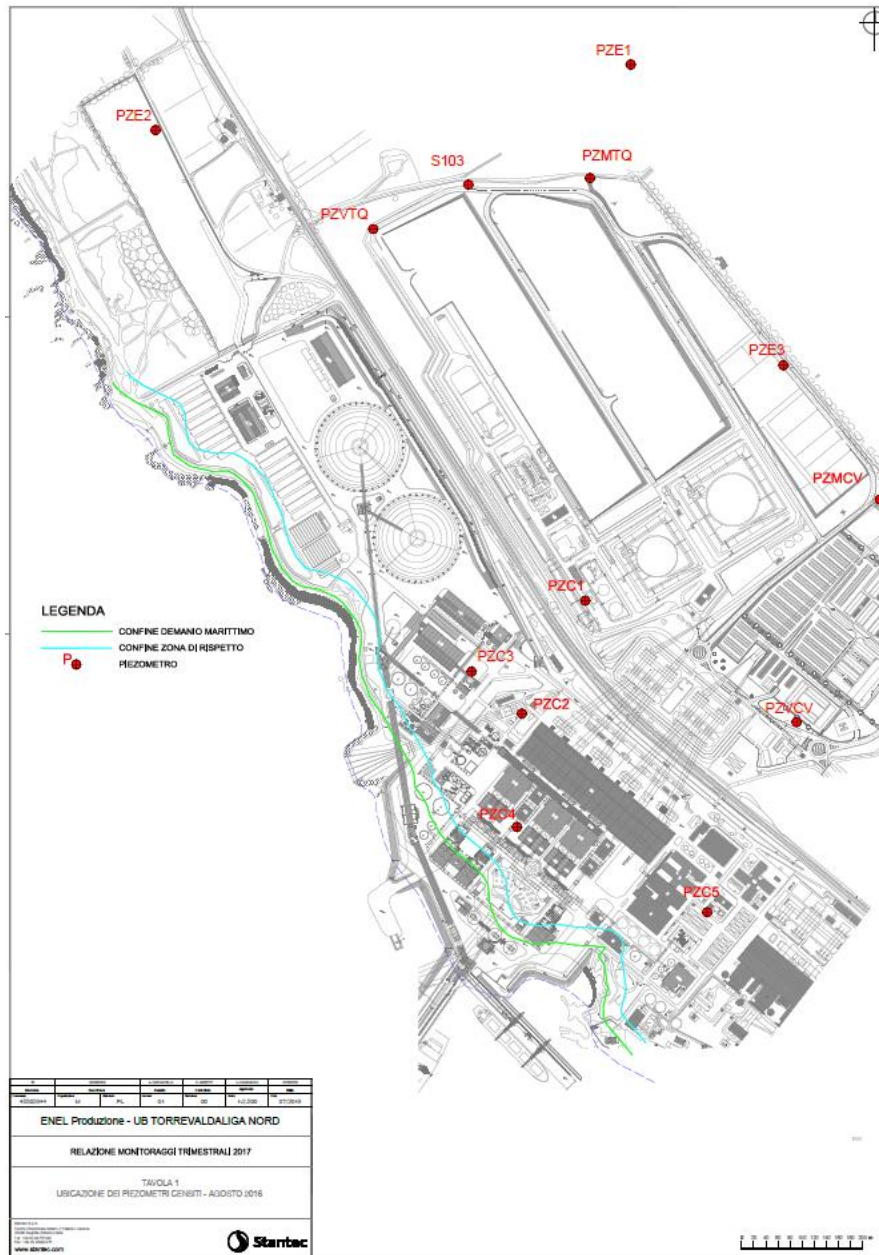 PZE1
PZE2
S103
PZMTQ
PZVTQ
PZE3
PZMCV
PZC1
LEGENDA
CONFINE DEMANIO MARITTIMO
CONFINE ZONA DI RISPETTO
P
PIEZOMETRO
PZC3
PZC2
PZVCV
PZC4
PZC5
ENEL Produzione - UB TORREVALDALIGA NORD
RELAZIONE MONITORAGGI TRIMESTRALI 2017
TAVOLA 1
UBICAZIONE DEI PIEZOMETRI CENSITI - AGOSTO 2016
www.stantec.com
Stantec